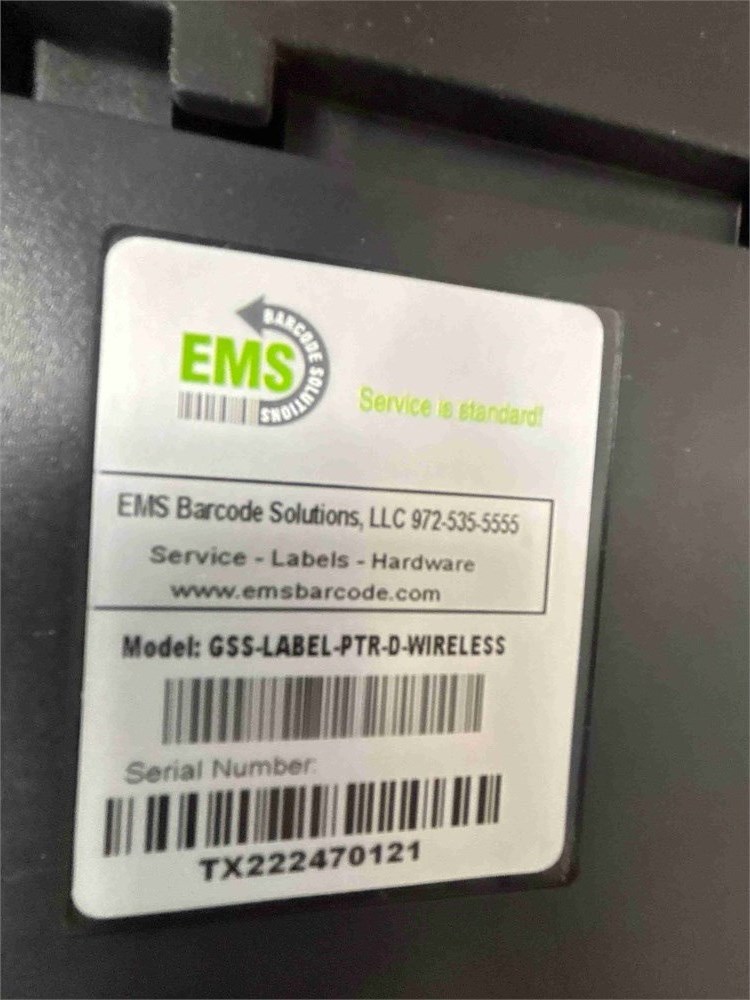 BARCODE SOLUTIONS
EMS
Service is standard!
EMS Barcode Solutions, LLC 972-535-5555
Service - Labels - Hardware
www.emsbarcode.com
Model: GSS-LABEL-PTR-D-WIRELESS
Serial Number:
TX222470121